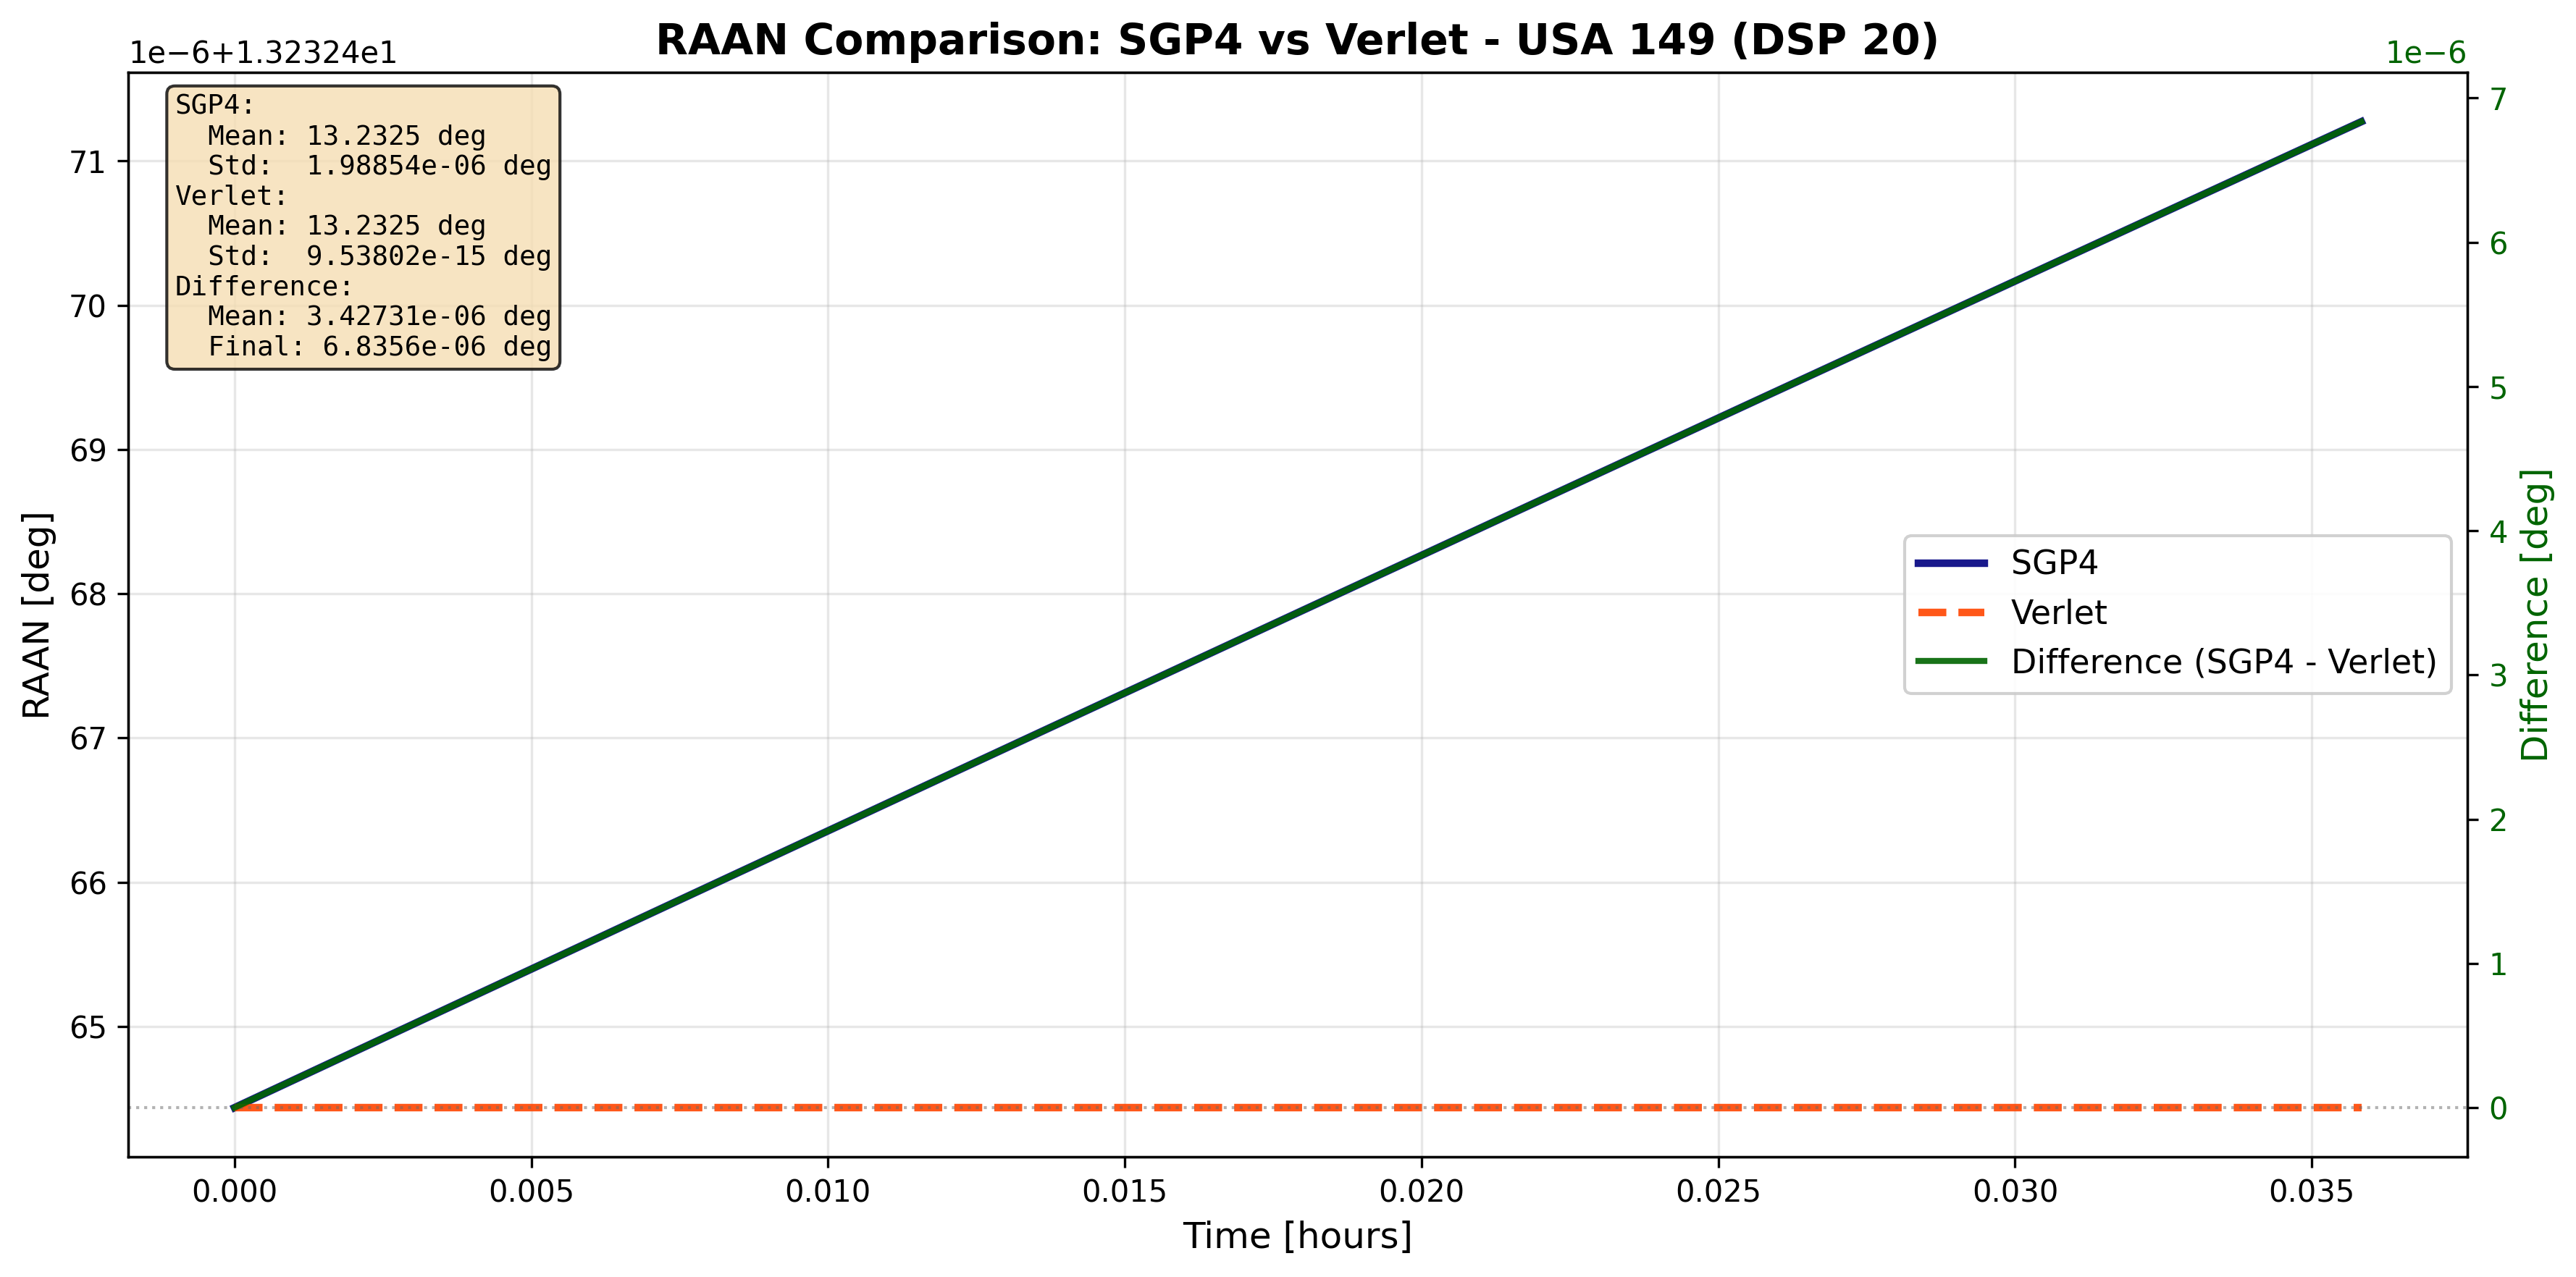 RAAN Comparison: SGP4 vs Verlet - USA 149 (DSP 20)
1e−6+1.32324e1
1e−6
SGP4:
Mean: 13.2325 deg
Std: 1.98854e-06 deg
Verlet:
Mean: 13.2325 deg
Std: 9.53802e-15 deg
Difference:
Mean: 3.42731e-06 deg
Final: 6.8356e-06 deg
RAAN [deg]
71
70
69
68
67
66
65
SGP4
Verlet
Difference (SGP4 - Verlet)
7
6
5
4
3
2
1
0
Difference [deg]
0.000
0.005
0.010
0.015
0.020
0.025
0.030
0.035
Time [hours]